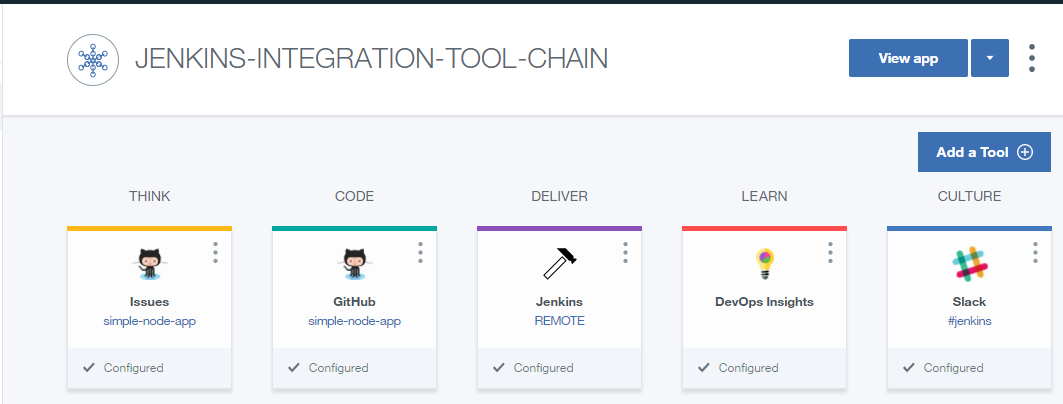 JENKINS-INTEGRATION-TOOL-CHAIN
View app
Add a Tool
THINK
CODE
DELIVER
LEARN
CULTURE
Issues
simple-node-app
Configured
GitHub
simple-node-app
Configured
Jenkins
REMOTE
Configured
DevOps Insights
Configured
Slack
#jenkins
Configured